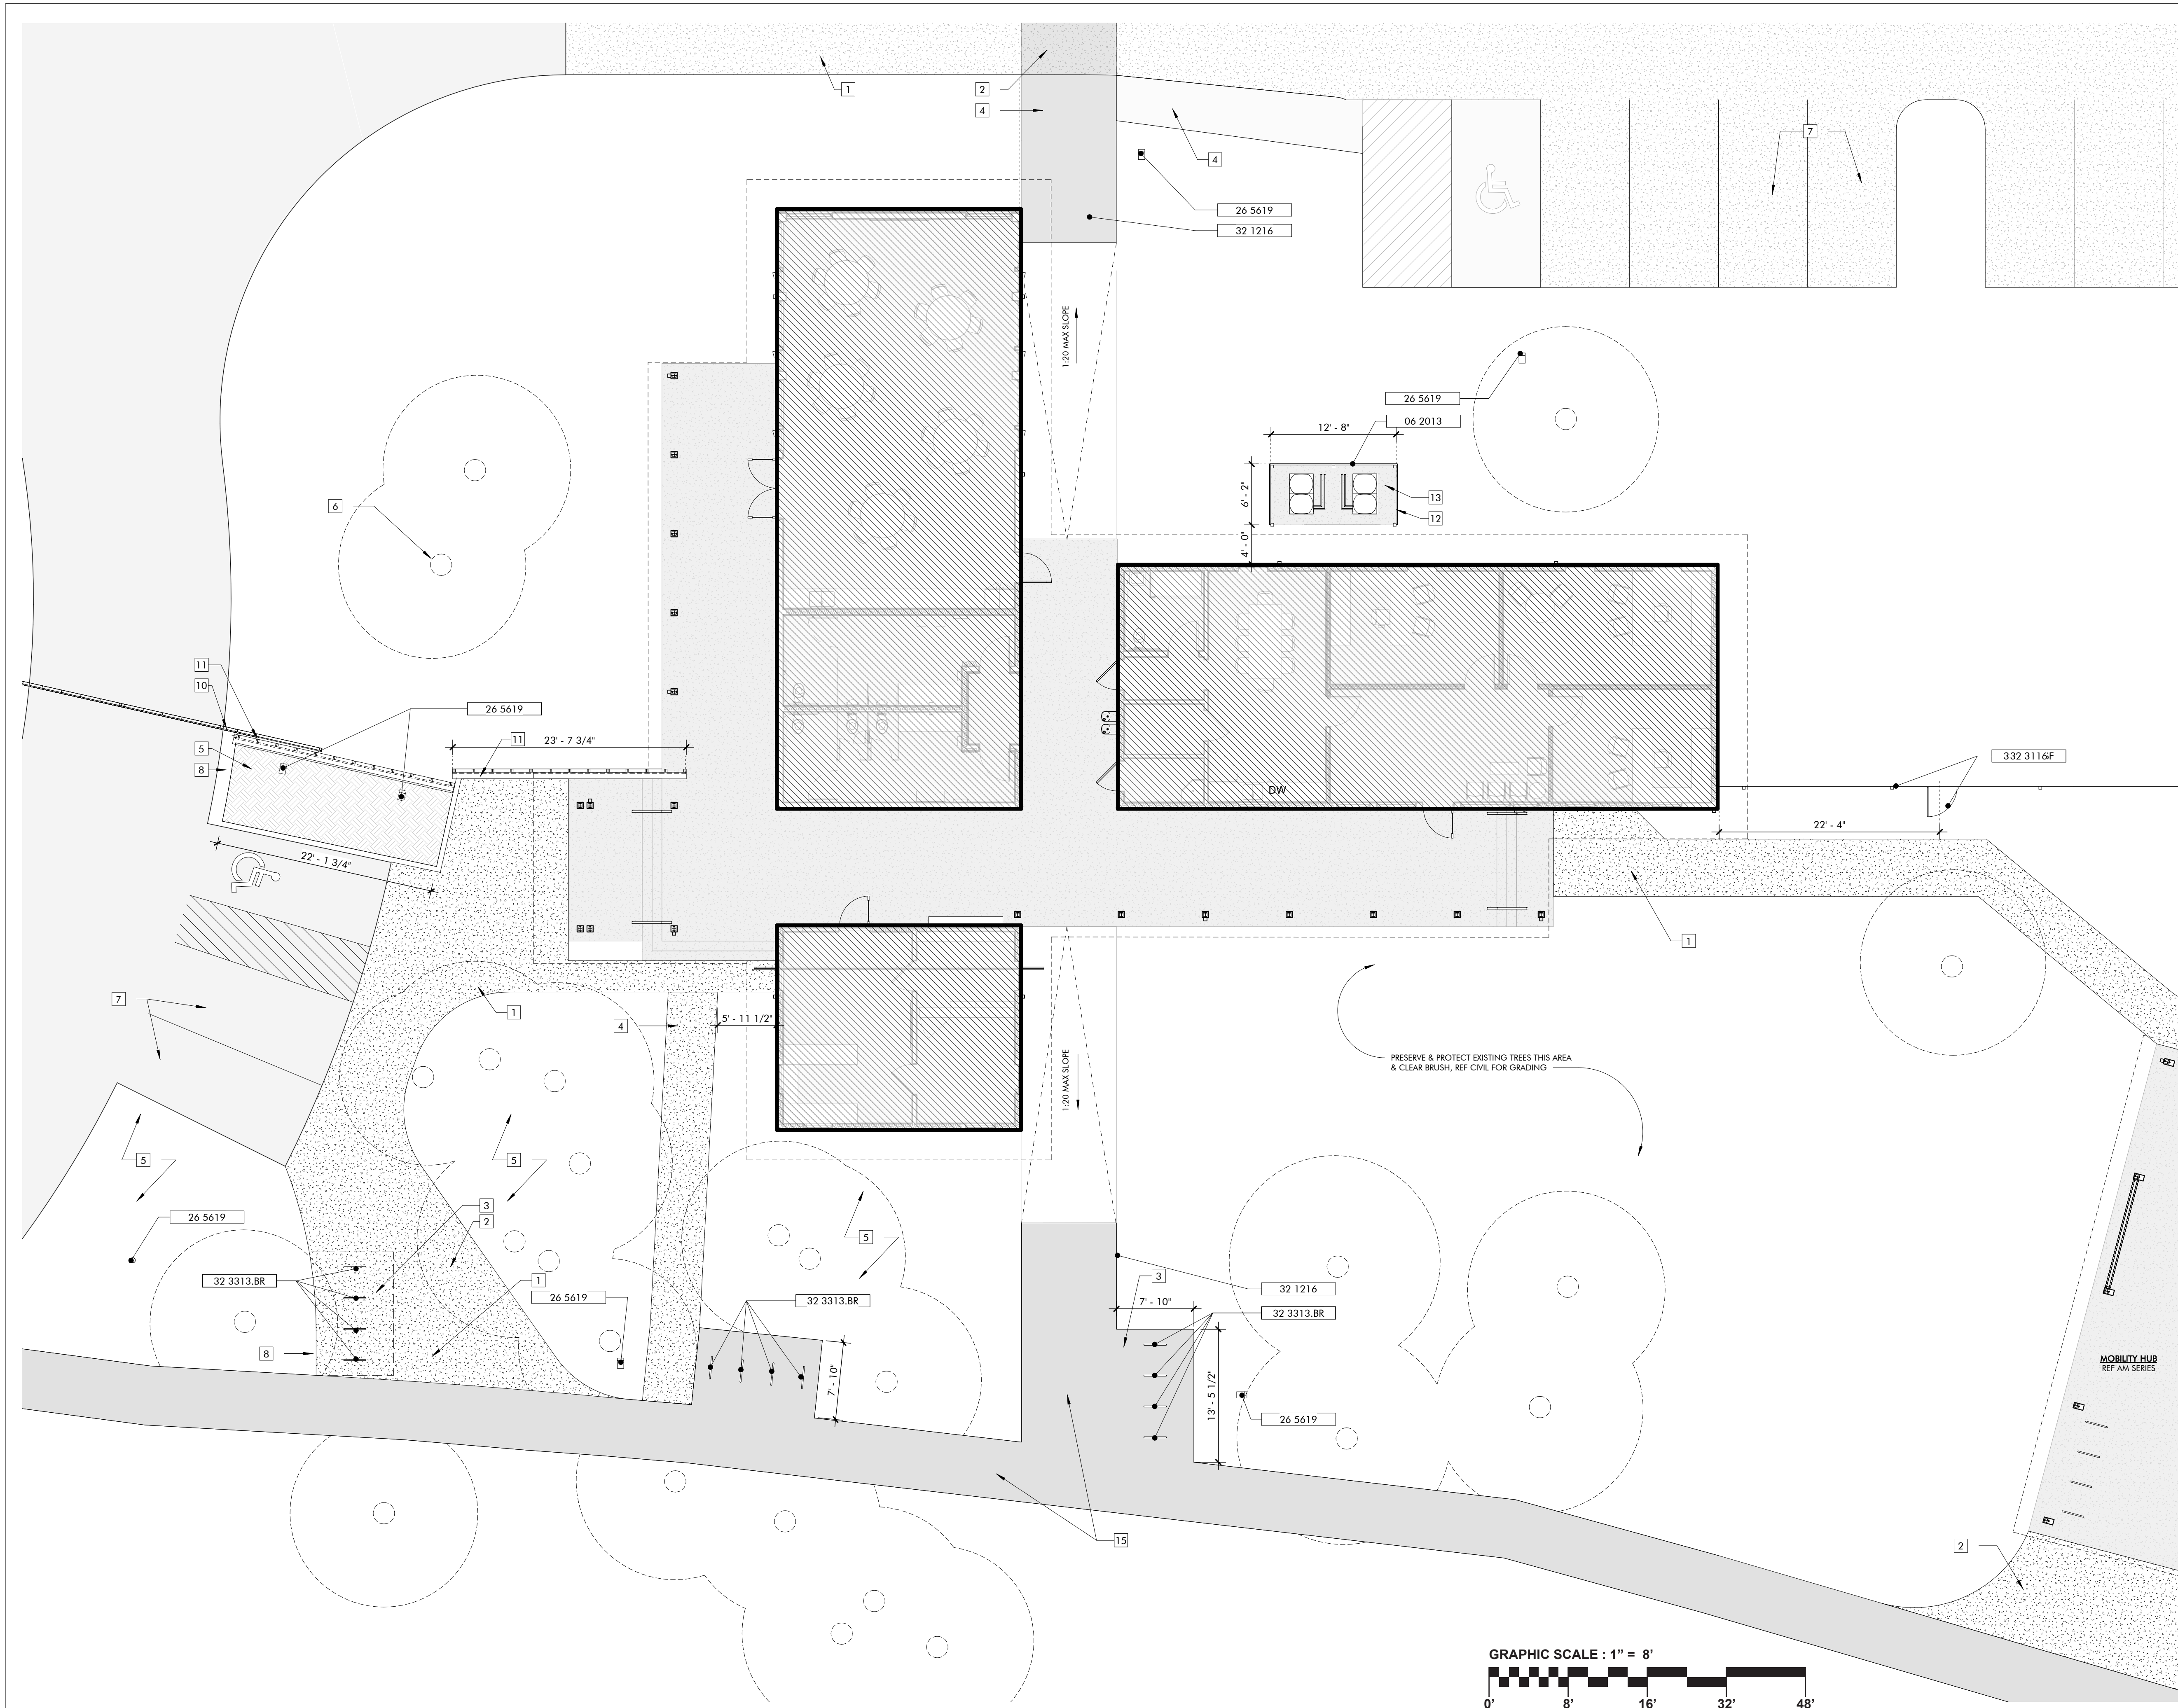 1
2
4
7
4
26 5619
32 1216
1:20 MAX SLOPE
26 5619
06 2013
12' - 8"
6' - 2"
13
6
12
4' - 0"
11
10
26 5619
11
23' - 7 3/4"
5
8
DW
22' - 4"
22' - 1 3/4"
1
1
7
1
4
5' - 11 1/2"
PRESERVE & PROTECT EXISTING TREES THIS AREA
& CLEAR BRUSH, REF CIVIL FOR GRADING
1:20 MAX SLOPE
5
5
3
26 5619
2
5
32 3313.BR
1
26 5619
3
32 1216
32 3313.BR
7' - 10"
32 3313.BR
8
7' - 10"
13' - 5 1/2"
26 5619
MOBILITY HUB
REF AM SERIES
15
2
GRAPHIC SCALE : 1" = 8'
0' 8' 16' 32' 48'